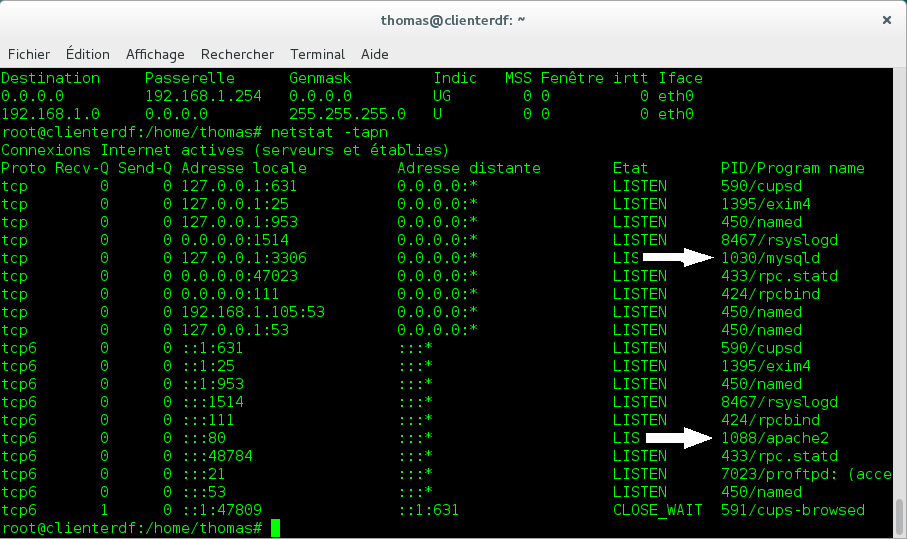 thomas@clienterdf: ~
Fichier Édition Affichage Rechercher Terminal Aide
Destination Passerelle Genmask Indic MSS Fenêtre irtt Iface
0.0.0.0 192.168.1.254 0.0.0.0 UG 0 0 0 eth0
192.168.1.0 0.0.0.0 255.255.255.0 U 0 0 0 eth0
root@clienterdf:/home/thomas# netstat -tapn
Connexions Internet actives (serveurs et établies)
Proto Recv-Q Send-Q Adresse locale Adresse distante Etat PID/Program name
tcp 0 0 127.0.0.1:631 0.0.0.0:* LISTEN 590/cupsd
tcp 0 0 127.0.0.1:25 0.0.0.0:* LISTEN 1395/exim4
tcp 0 0 127.0.0.1:953 0.0.0.0:* LISTEN 450/named
tcp 0 0 0.0.0.0:1514 0.0.0.0:* LISTEN 8467/rsyslogd
tcp 0 0 127.0.0.1:3306 0.0.0.0:* LIS 1030/mysqld
tcp 0 0 0.0.0.0:47023 0.0.0.0:* LISTEN 433/rpc.statd
tcp 0 0 0.0.0.0:111 0.0.0.0:* LISTEN 424/rpcbind
tcp 0 0 192.168.1.105:53 0.0.0.0:* LISTEN 450/named
tcp 0 0 127.0.0.1:53 0.0.0.0:* LISTEN 450/named
tcp6 0 0 ::1:631 :::* LISTEN 590/cupsd
tcp6 0 0 ::1:25 :::* LISTEN 1395/exim4
tcp6 0 0 ::1:953 :::* LISTEN 450/named
tcp6 0 0 :::1514 :::* LISTEN 8467/rsyslogd
tcp6 0 0 :::111 :::* LISTEN 424/rpcbind
tcp6 0 0 :::80 :::* LIS 1088/apache2
tcp6 0 0 :::48784 :::* LISTEN 433/rpc.statd
tcp6 0 0 :::21 :::* LISTEN 7023/proftpd: (acce
tcp6 0 0 :::53 :::* LISTEN 450/named
tcp6 1 0 ::1:47809 ::1:631 CLOSE_WAIT 591/cups-browsed
root@clienterdf:/home/thomas#